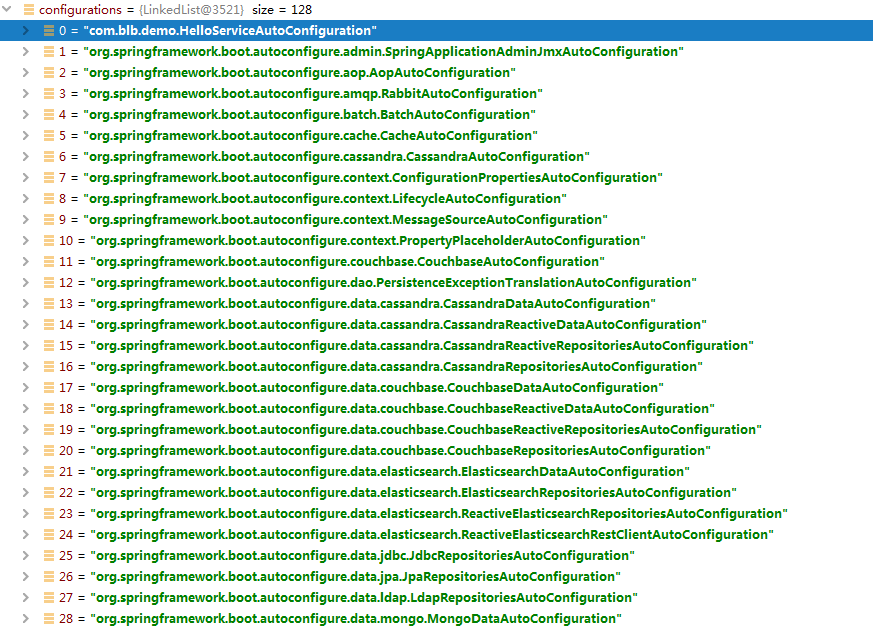 configurations = {LinkedList@3521} size = 128
0 = "com.blb.demo.HelloServiceAutoConfiguration"
1 = "org.springframework.boot.autoconfigure.admin.SpringApplicationAdminJmxAutoConfiguration"
2 = "org.springframework.boot.autoconfigure.aop.AopAutoConfiguration"
3 = "org.springframework.boot.autoconfigure.amqp.RabbitAutoConfiguration"
4 = "org.springframework.boot.autoconfigure.batch.BatchAutoConfiguration"
5 = "org.springframework.boot.autoconfigure.cache.CacheAutoConfiguration"
6 = "org.springframework.boot.autoconfigure.cassandra.CassandraAutoConfiguration"
7 = "org.springframework.boot.autoconfigure.context.ConfigurationPropertiesAutoConfiguration"
8 = "org.springframework.boot.autoconfigure.context.LifecycleAutoConfiguration"
9 = "org.springframework.boot.autoconfigure.context.MessageSourceAutoConfiguration"
10 = "org.springframework.boot.autoconfigure.context.PropertyPlaceholderAutoConfiguration"
11 = "org.springframework.boot.autoconfigure.couchbase.CouchbaseAutoConfiguration"
12 = "org.springframework.boot.autoconfigure.dao.PersistenceExceptionTranslationAutoConfiguration"
13 = "org.springframework.boot.autoconfigure.data.cassandra.CassandraDataAutoConfiguration"
14 = "org.springframework.boot.autoconfigure.data.cassandra.CassandraReactiveDataAutoConfiguration"
15 = "org.springframework.boot.autoconfigure.data.cassandra.CassandraReactiveRepositoriesAutoConfiguration"
16 = "org.springframework.boot.autoconfigure.data.cassandra.CassandraRepositoriesAutoConfiguration"
17 = "org.springframework.boot.autoconfigure.data.couchbase.CouchbaseDataAutoConfiguration"
18 = "org.springframework.boot.autoconfigure.data.couchbase.CouchbaseReactiveDataAutoConfiguration"
19 = "org.springframework.boot.autoconfigure.data.couchbase.CouchbaseReactiveRepositoriesAutoConfiguration"
20 = "org.springframework.boot.autoconfigure.data.couchbase.CouchbaseRepositoriesAutoConfiguration"
21 = "org.springframework.boot.autoconfigure.data.elasticsearch.ElasticsearchDataAutoConfiguration"
22 = "org.springframework.boot.autoconfigure.data.elasticsearch.ElasticsearchRepositoriesAutoConfiguration"
23 = "org.springframework.boot.autoconfigure.data.elasticsearch.ReactiveElasticsearchRepositoriesAutoConfiguration"
24 = "org.springframework.boot.autoconfigure.data.elasticsearch.ReactiveElasticsearchRestClientAutoConfiguration"
25 = "org.springframework.boot.autoconfigure.data.jdbc.JdbcRepositoriesAutoConfiguration"
26 = "org.springframework.boot.autoconfigure.data.jpa.JpaRepositoriesAutoConfiguration"
27 = "org.springframework.boot.autoconfigure.data.ldap.LdapRepositoriesAutoConfiguration"
28 = "org.springframework.boot.autoconfigure.data.mongo.MongoDataAutoConfiguration"